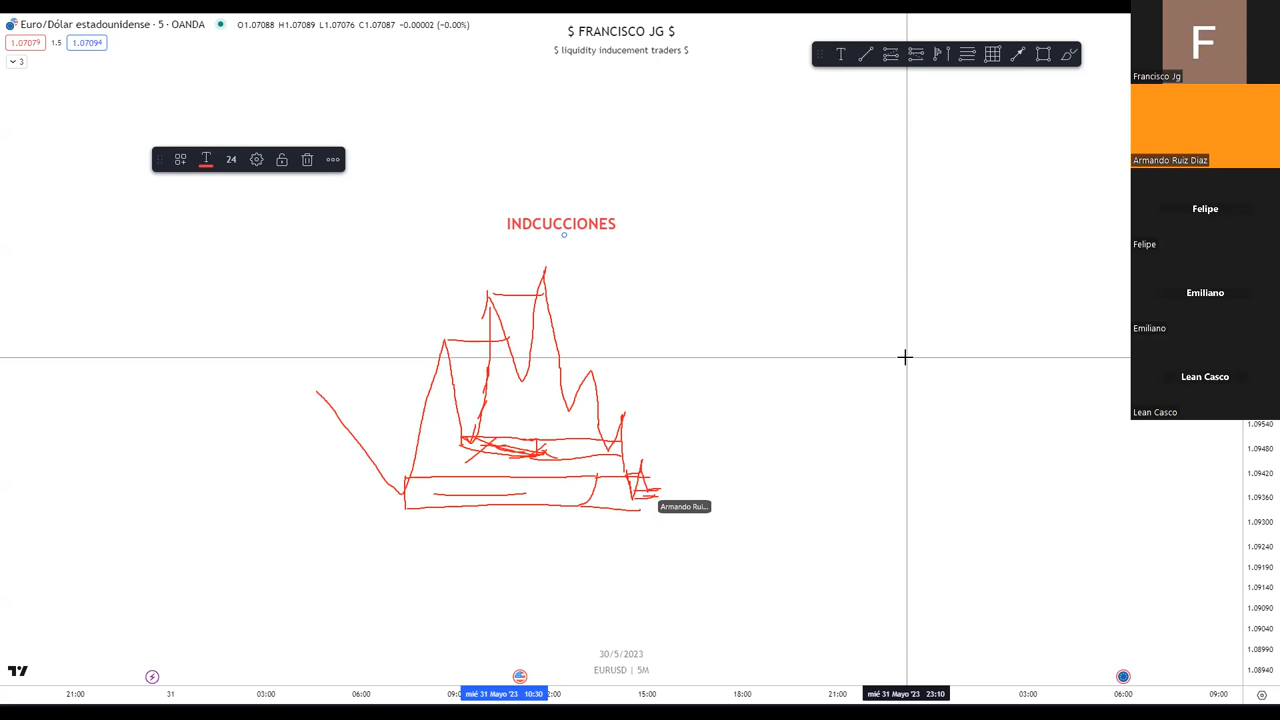 Euro/Dólar estadounidense · 5 · OANDA O1.07088 H1.07089 L1.07076 C1.07087 −0.00002 (−0.00%)
1.07079 1.5 1.07094
3
$ FRANCISCO JG $
$ liquidity inducement traders $
T
T 24
INDCUCCIONES
F
Francisco Jg
Armando Ruiz Diaz
Felipe
Felipe
Emiliano
Emiliano
Lean Casco
Lean Casco
Armando Rui...
1.09540
1.09480
1.09420
1.09360
1.09300
1.09240
1.09190
1.09140
1.09090
1.09040
1.08990
1.08940
30/5/2023
EURUSD | 5M
21:00 31 03:00 06:00 09:0 mié 31 Mayo '23 10:30 2:00 15:00 18:00 21:00 mié 31 Mayo '23 23:10 03:00 06:00 09:00